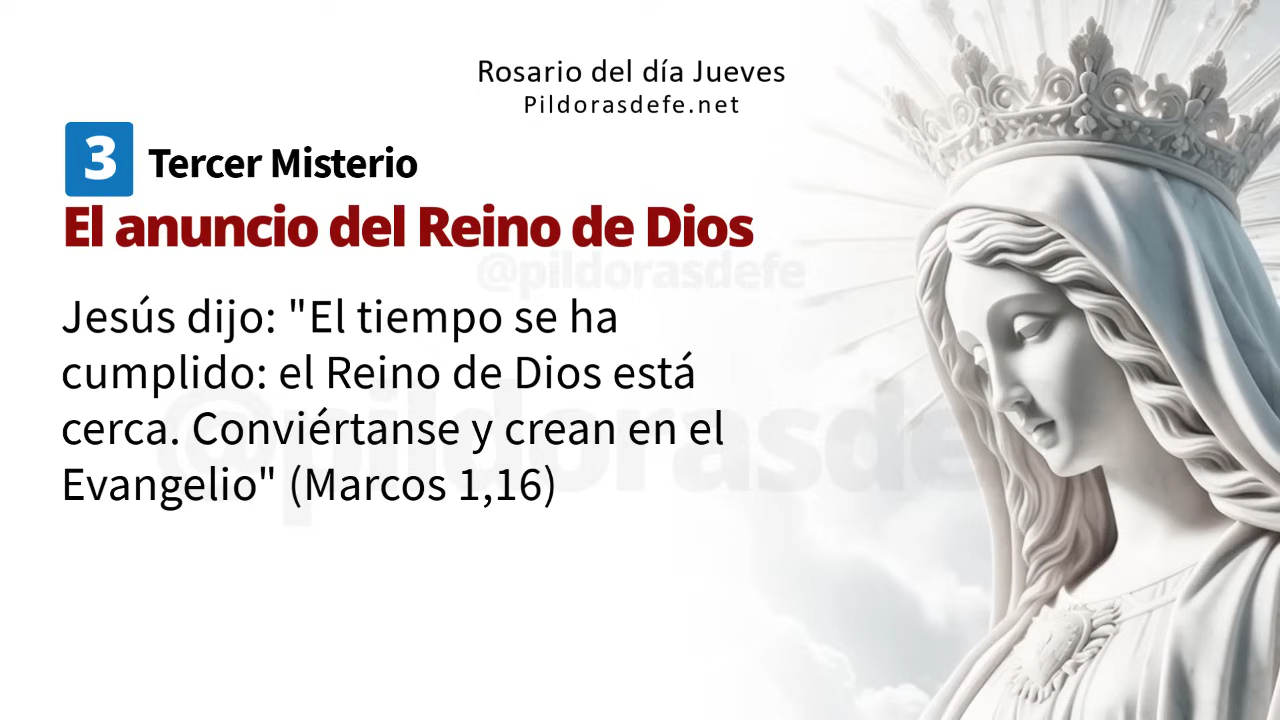 Rosario del día Jueves
Pildorasdefe.net
3 Tercer Misterio
El anuncio del Reino de Dios
@pildorasdefe
Jesús dijo: "El tiempo se ha
cumplido: el Reino de Dios está
cerca. Conviértanse y crean en el
Evangelio" (Marcos 1,16)
@pildorasdefe